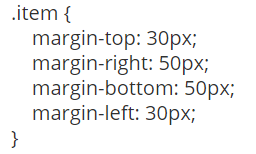 .item {
margin-top: 30px;
margin-right: 50px;
margin-bottom: 50px;
margin-left: 30px;
}